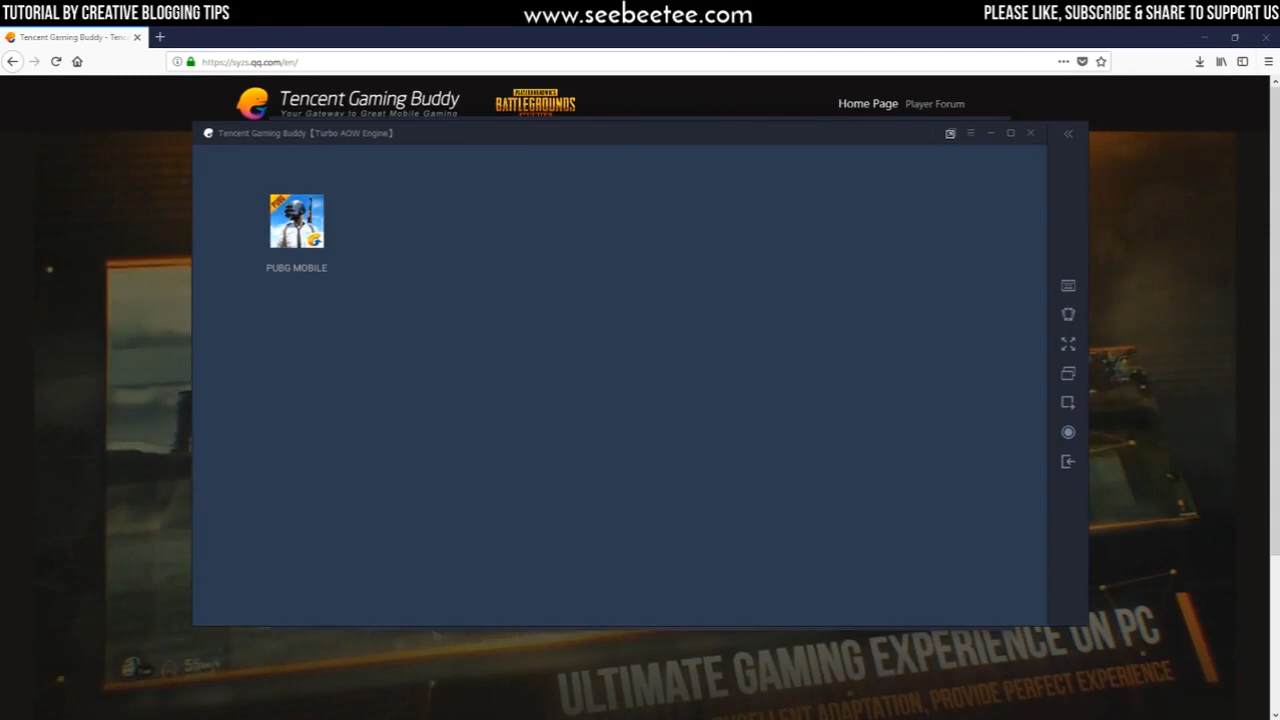 TUTORIAL BY CREATIVE BLOGGING TIPS
www.seebeetee.com
PLEASE LIKE, SUBSCRIBE & SHARE TO SUPPORT US
Tencent Gaming Buddy - Tenc
https://syzs.qq.com/en/
Tencent Gaming Buddy
Your Gateway to Great Mobile Gaming
BATTLEGROUNDS
Home Page
Player Forum
Tencent Gaming Buddy【Turbo AOW Engine】
PUBG
PUBG MOBILE
ULTIMATE GAMING EXPERIENCE ON PC
EXCELLENT ADAPTATION, PROVIDE PERFECT EXPERIENCE